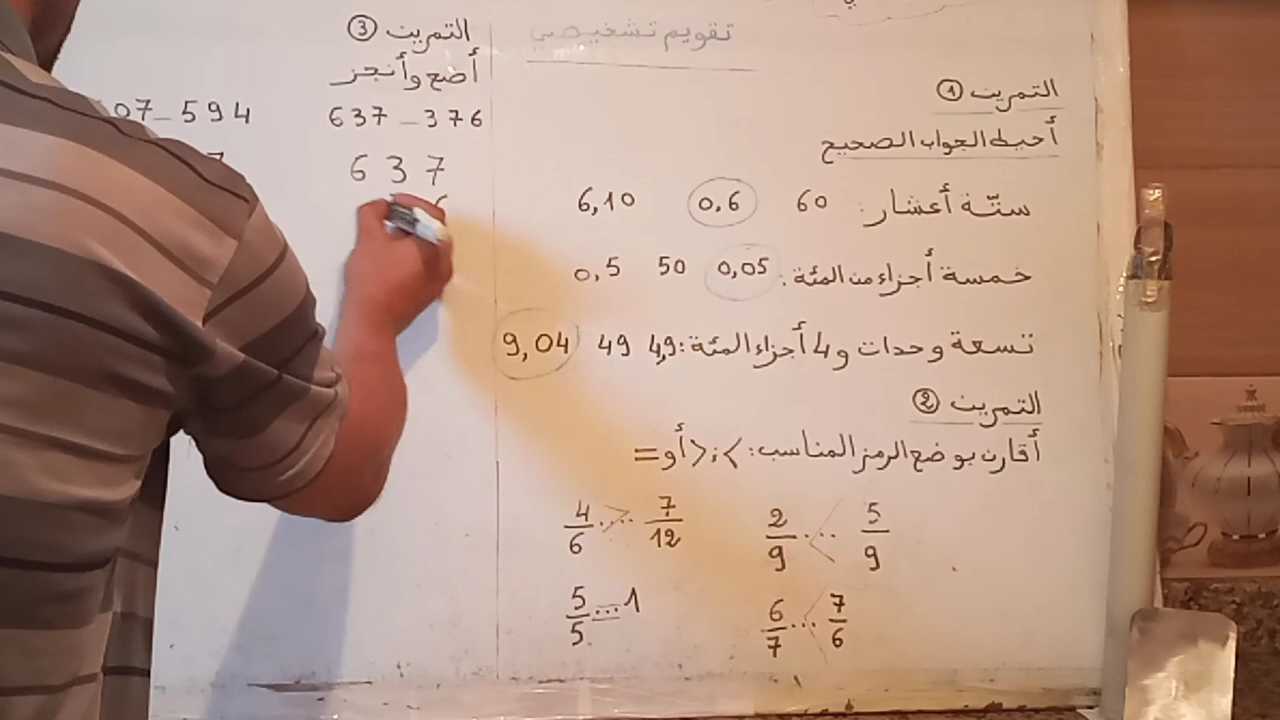 تقويم تشخيصي
التمرين ①
أحيط الجواب الصحيح
ستّة أعشار: 60 0,6 6,10
خمسة أجزاء من المئة: 0,05 50 0,5
تسعة وحدات و 4 أجزاء المئة: 4,9 49 9,04
التمرين ②
أقارن بوضع الرمز المناسب: > ; < أو =
2/9 ... < 5/9
4/6 ... > 7/12
6/7 ... < 7/6
5/5 ... = 1
التمرين ③
أضع وأنجز
637 _ 376
637
6
07 _ 594
7